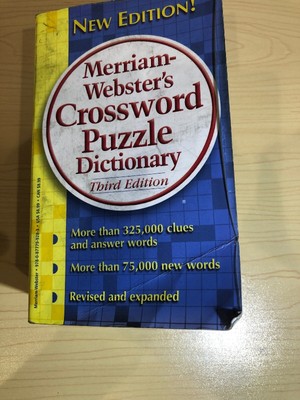 NEW EDITION!
Merriam-
Webster's
Crossword
Puzzle
Dictionary
Third Edition
More than 325,000 clues
and answer words
More than 75,000 new words
Revised and expanded